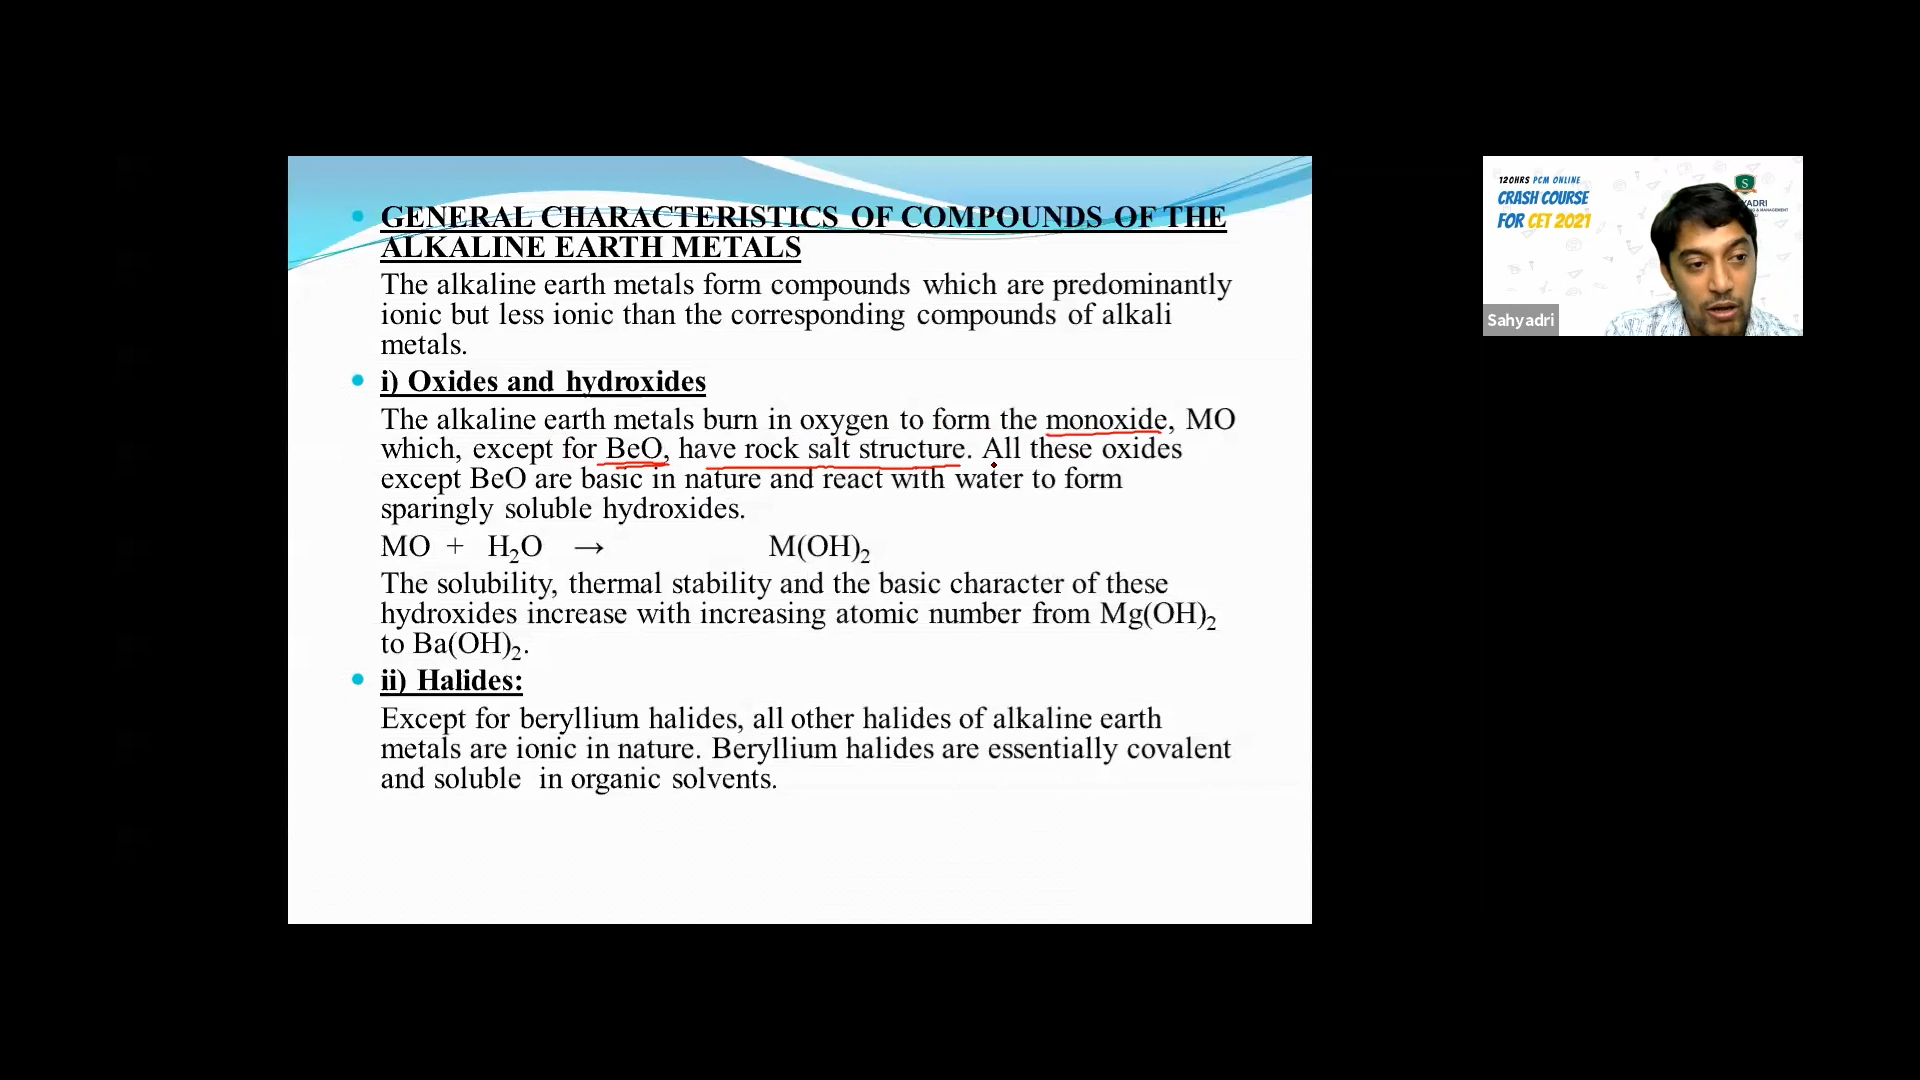 GENERAL CHARACTERISTICS OF COMPOUNDS OF THE
ALKALINE EARTH METALS
The alkaline earth metals form compounds which are predominantly
ionic but less ionic than the corresponding compounds of alkali
metals.
i) Oxides and hydroxides
The alkaline earth metals burn in oxygen to form the monoxide, MO
which, except for BeO, have rock salt structure. All these oxides
except BeO are basic in nature and react with water to form
sparingly soluble hydroxides.
MO + H₂O → M(OH)₂
The solubility, thermal stability and the basic character of these
hydroxides increase with increasing atomic number from Mg(OH)₂
to Ba(OH)₂.
ii) Halides:
Except for beryllium halides, all other halides of alkaline earth
metals are ionic in nature. Beryllium halides are essentially covalent
and soluble in organic solvents.
120HRS PCM ONLINE
CRASH COURSE
FOR CET 2021
S
YADRI
& MANAGEMENT
Sahyadri